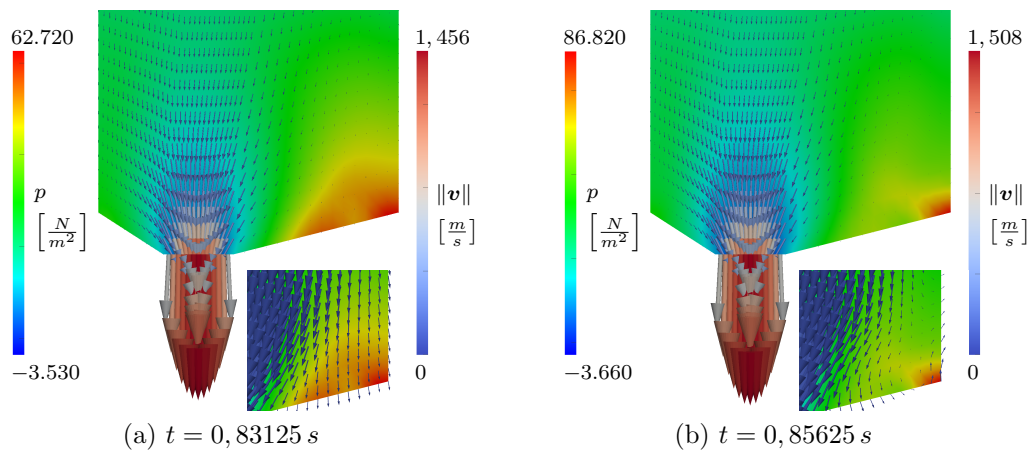 62.720
1, 456
p
[N/m²]
−3.530
‖v‖
[m/s]
0
(a) t = 0, 83125 s
86.820
1, 508
p
[N/m²]
−3.660
‖v‖
[m/s]
0
(b) t = 0, 85625 s